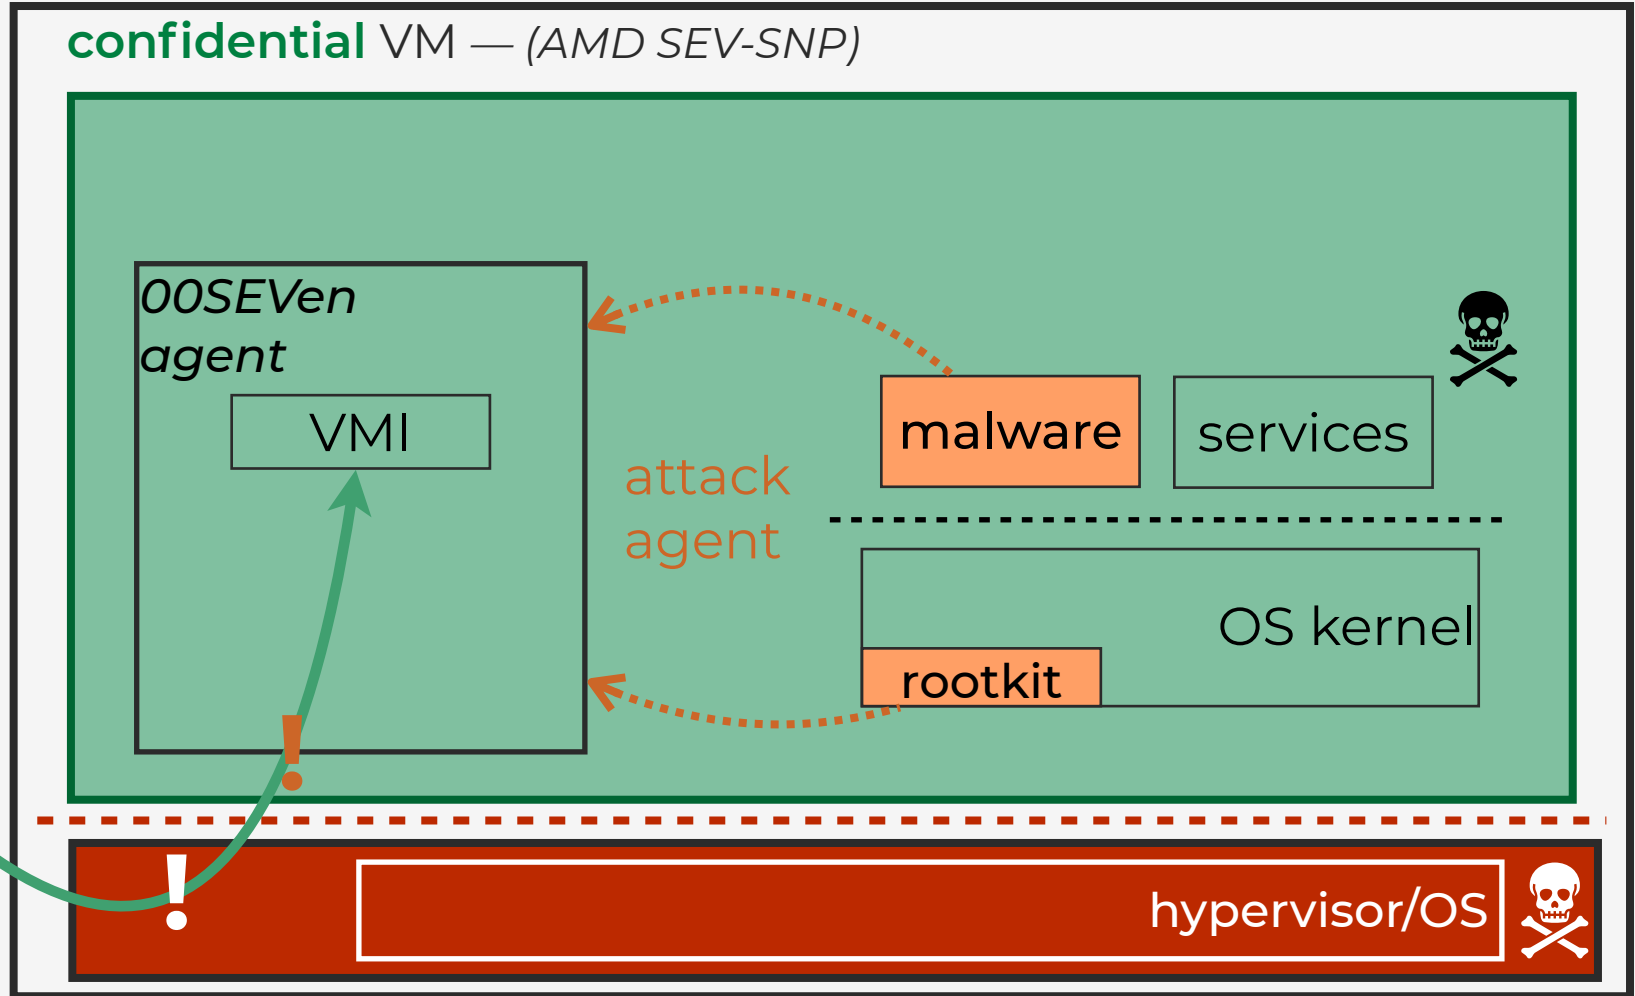 confidential VM — (AMD SEV-SNP)
00SEVen
agent
VMI
attack
agent
malware
services
OS kernel
rootkit
!
!
hypervisor/OS